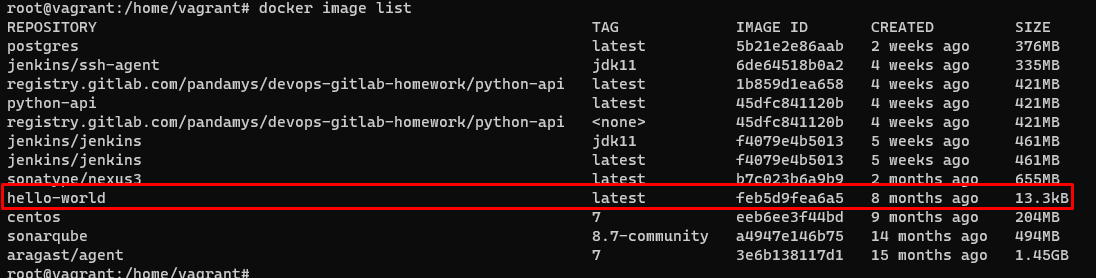 root@vagrant:/home/vagrant# docker image list
REPOSITORY TAG IMAGE ID CREATED SIZE
postgres latest 5b21e2e86aab 2 weeks ago 376MB
jenkins/ssh-agent jdk11 6de64518b0a2 4 weeks ago 335MB
registry.gitlab.com/pandamys/devops-gitlab-homework/python-api latest 1b859d1ea658 4 weeks ago 421MB
python-api latest 45dfc841120b 4 weeks ago 421MB
registry.gitlab.com/pandamys/devops-gitlab-homework/python-api <none> 45dfc841120b 4 weeks ago 421MB
jenkins/jenkins jdk11 f4079e4b5013 5 weeks ago 461MB
jenkins/jenkins latest f4079e4b5013 5 weeks ago 461MB
sonatype/nexus3 latest b7c023b6a9b9 2 months ago 655MB
hello-world latest feb5d9fea6a5 8 months ago 13.3kB
centos 7 eeb6ee3f44bd 9 months ago 204MB
sonarqube 8.7-community a4947e146b75 14 months ago 494MB
aragast/agent 7 3e6b138117d1 15 months ago 1.45GB
root@vagrant:/home/vagrant#